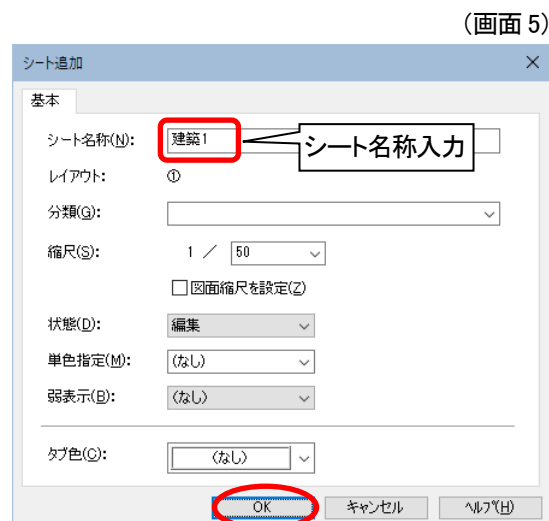 (画面 5)
シート追加
基本
シート名称(N): 建築1 シート名称入力
レイアウト: ①
分類(G):
縮尺(S): 1 / 50
図面縮尺を設定(Z)
状態(D): 編集
単色指定(M): (なし)
弱表示(B): (なし)
タブ色(C): (なし)
OK キャンセル ヘルプ(H)